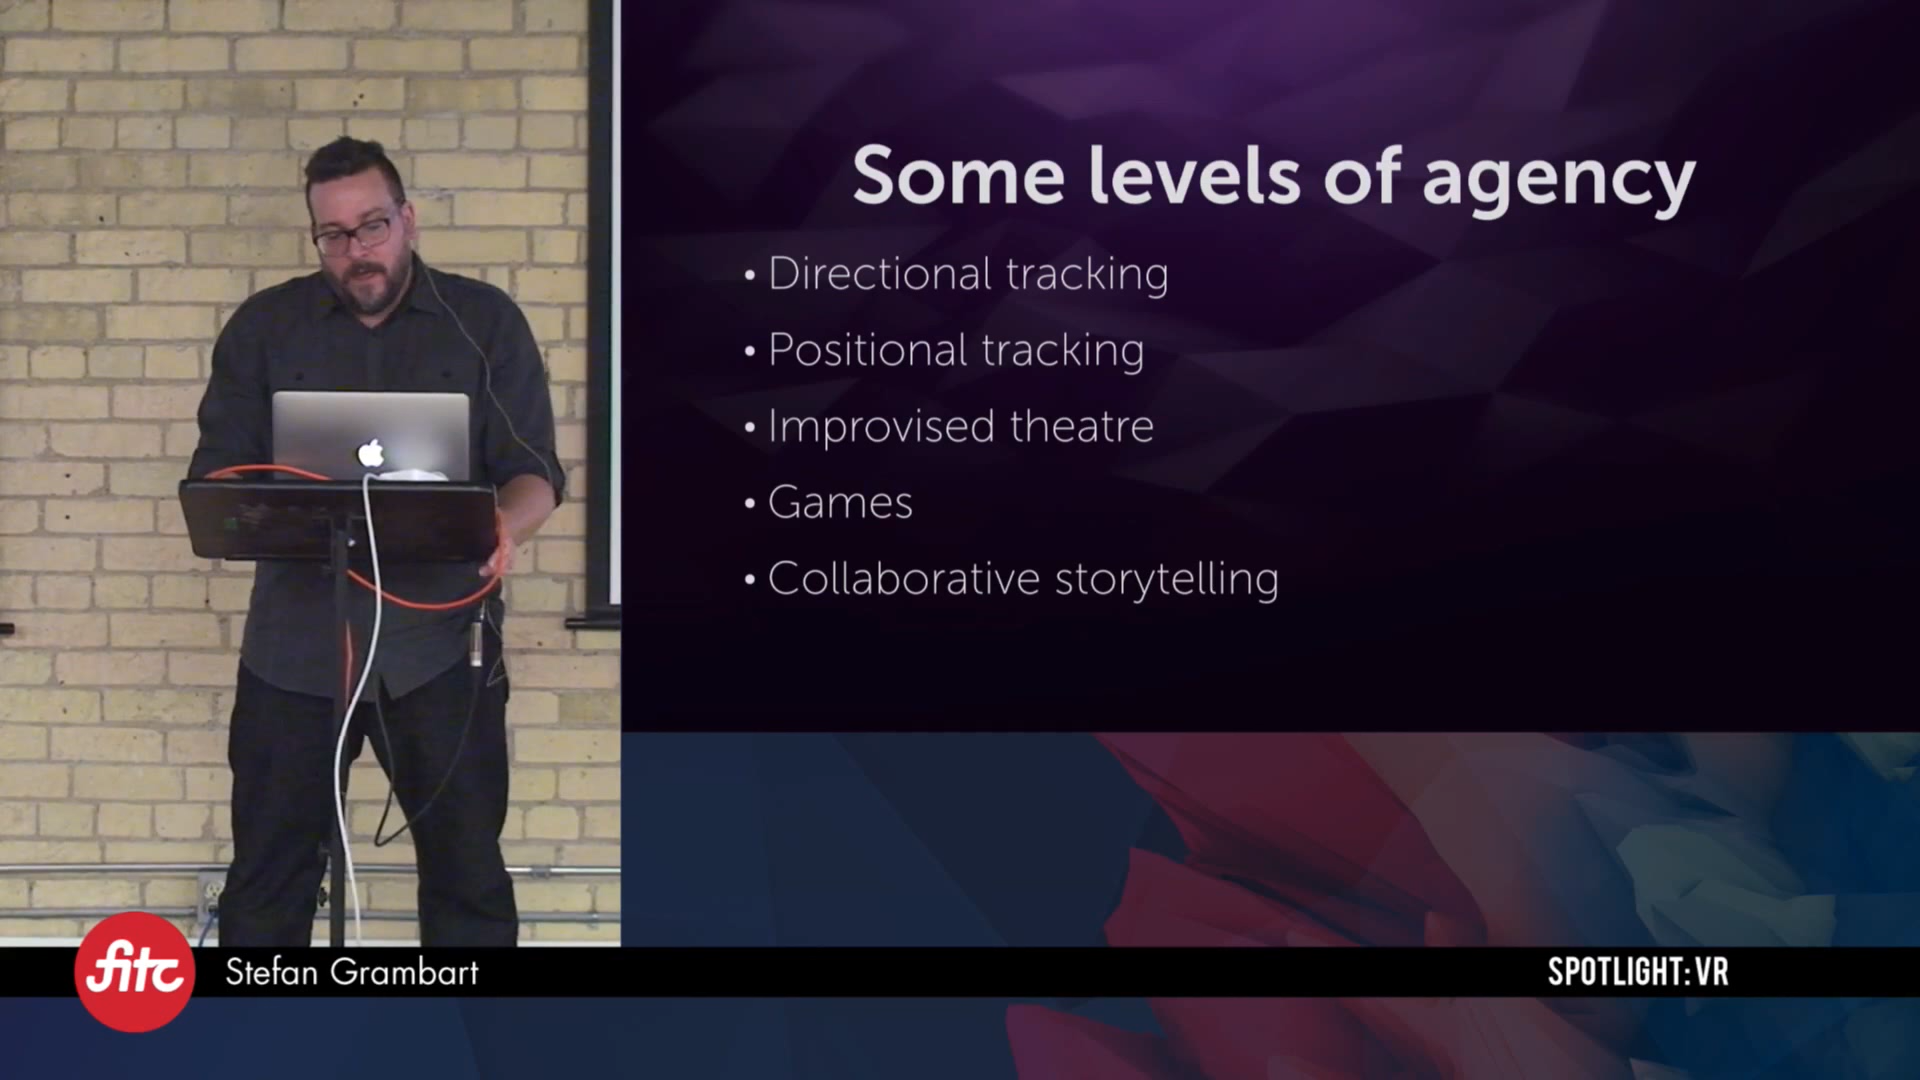 Some levels of agency
• Directional tracking
• Positional tracking
• Improvised theatre
• Games
• Collaborative storytelling
fitc
Stefan Grambart
SPOTLIGHT: VR